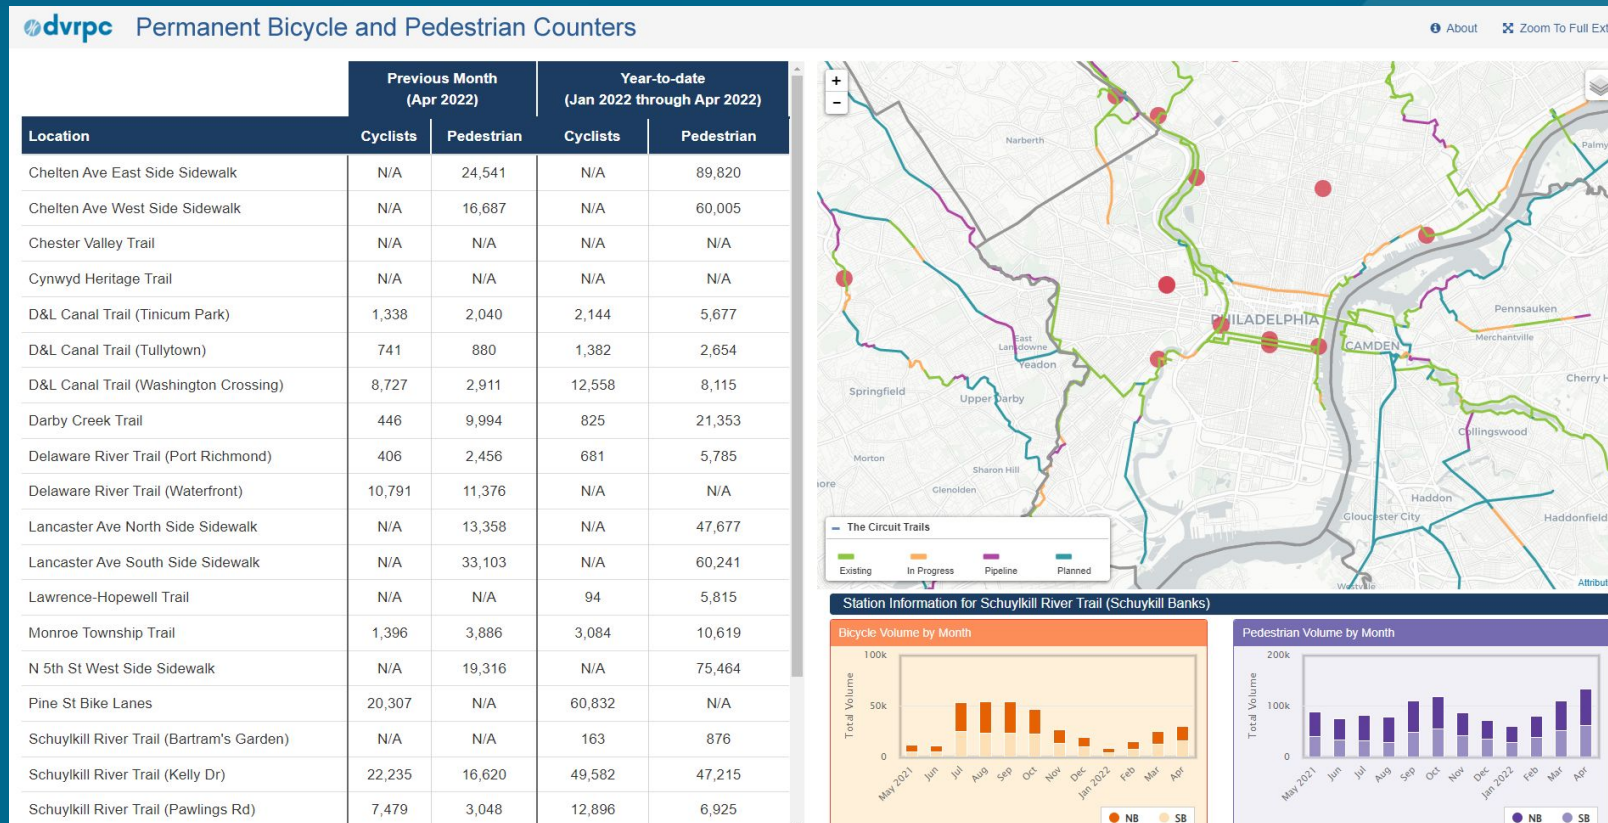 dvrpc Permanent Bicycle and Pedestrian Counters
About Zoom To Full Ext
Previous Month Year-to-date
(Apr 2022) (Jan 2022 through Apr 2022)
Location Cyclists Pedestrian Cyclists Pedestrian
Chelten Ave East Side Sidewalk N/A 24,541 N/A 89,820
Chelten Ave West Side Sidewalk N/A 16,687 N/A 60,005
Chester Valley Trail N/A N/A N/A N/A
Cynwyd Heritage Trail N/A N/A N/A N/A
D&L Canal Trail (Tinicum Park) 1,338 2,040 2,144 5,677
D&L Canal Trail (Tullytown) 741 880 1,382 2,654
D&L Canal Trail (Washington Crossing) 8,727 2,911 12,558 8,115
Darby Creek Trail 446 9,994 825 21,353
Delaware River Trail (Port Richmond) 406 2,456 681 5,785
Delaware River Trail (Waterfront) 10,791 11,376 N/A N/A
Lancaster Ave North Side Sidewalk N/A 13,358 N/A 47,677
Lancaster Ave South Side Sidewalk N/A 33,103 N/A 60,241
Lawrence-Hopewell Trail N/A N/A 94 5,815
Monroe Township Trail 1,396 3,886 3,084 10,619
N 5th St West Side Sidewalk N/A 19,316 N/A 75,464
Pine St Bike Lanes 20,307 N/A 60,832 N/A
Schuylkill River Trail (Bartram's Garden) N/A N/A 163 876
Schuylkill River Trail (Kelly Dr) 22,235 16,620 49,582 47,215
Schuylkill River Trail (Pawlings Rd) 7,479 3,048 12,896 6,925
+
−
Narberth
Palmy
Pennsauken
PHILADELPHIA
Merchantville
East
Lansdowne
CAMDEN
Yeadon
Cherry H
Springfield
Upper Darby
Collingswood
Morton
Sharon Hill
ore
Glenolden
Haddon
Gloucester City
Haddonfield
Westville
Attribut
− The Circuit Trails
Existing In Progress Pipeline Planned
Station Information for Schuylkill River Trail (Schuykill Banks)
Bicycle Volume by Month
100k
50k
0
Total Volume
May 2021 Jun Jul Aug Sep Oct Nov Dec Jan 2022 Feb Mar Apr
NB SB
Pedestrian Volume by Month
200k
100k
0
Total Volume
May 2021 Jun Jul Aug Sep Oct Nov Dec Jan 2022 Feb Mar Apr
NB SB